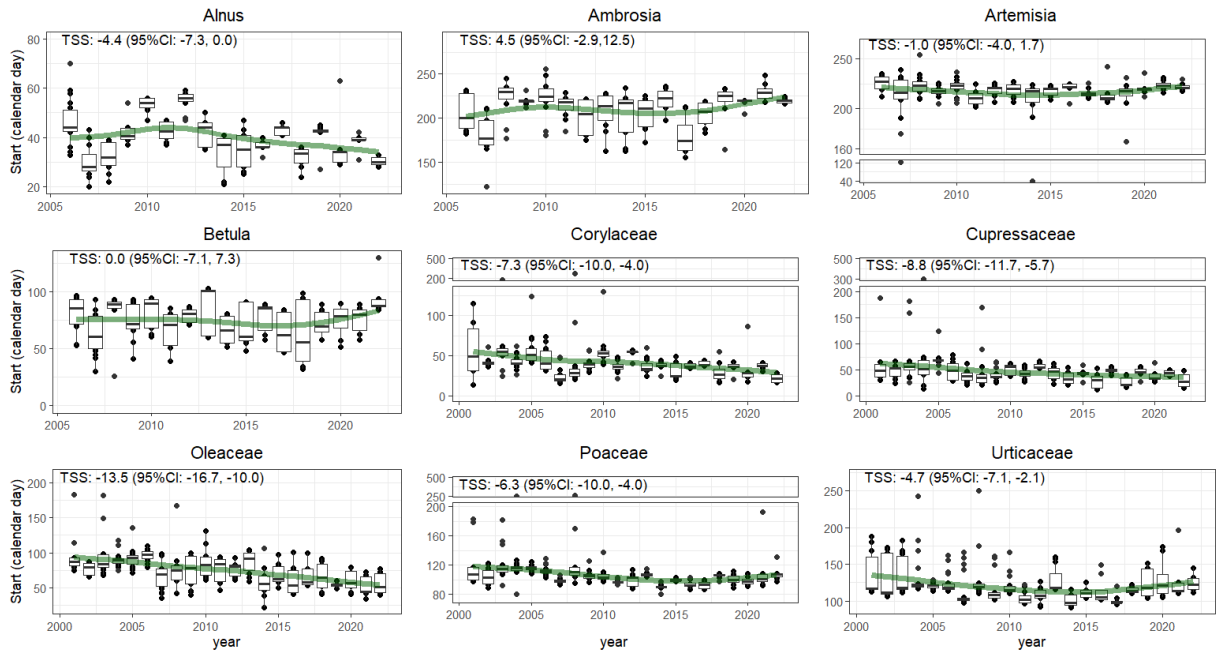 Alnus
Ambrosia
Artemisia
TSS: -4.4 (95%CI: -7.3, 0.0)
TSS: 4.5 (95%CI: -2.9,12.5)
TSS: -1.0 (95%CI: -4.0, 1.7)
Start (calendar day)
80
60
40
20
250
200
150
250
200
160
120
40
2005 2010 2015 2020
2005 2010 2015 2020
2005 2010 2015 2020
Betula
Corylaceae
Cupressaceae
TSS: 0.0 (95%CI: -7.1, 7.3)
TSS: -7.3 (95%CI: -10.0, -4.0)
TSS: -8.8 (95%CI: -11.7, -5.7)
Start (calendar day)
100
50
0
500
300
200
100
50
0
500
300
200
150
100
50
0
2005 2010 2015 2020
2000 2005 2010 2015 2020
2000 2005 2010 2015 2020
Oleaceae
Poaceae
Urticaceae
TSS: -13.5 (95%CI: -16.7, -10.0)
TSS: -6.3 (95%CI: -10.0, -4.0)
TSS: -4.7 (95%CI: -7.1, -2.1)
Start (calendar day)
200
150
100
50
500
250
200
160
120
80
250
200
150
100
2000 2005 2010 2015 2020
2000 2005 2010 2015 2020
2000 2005 2010 2015 2020
year
year
year